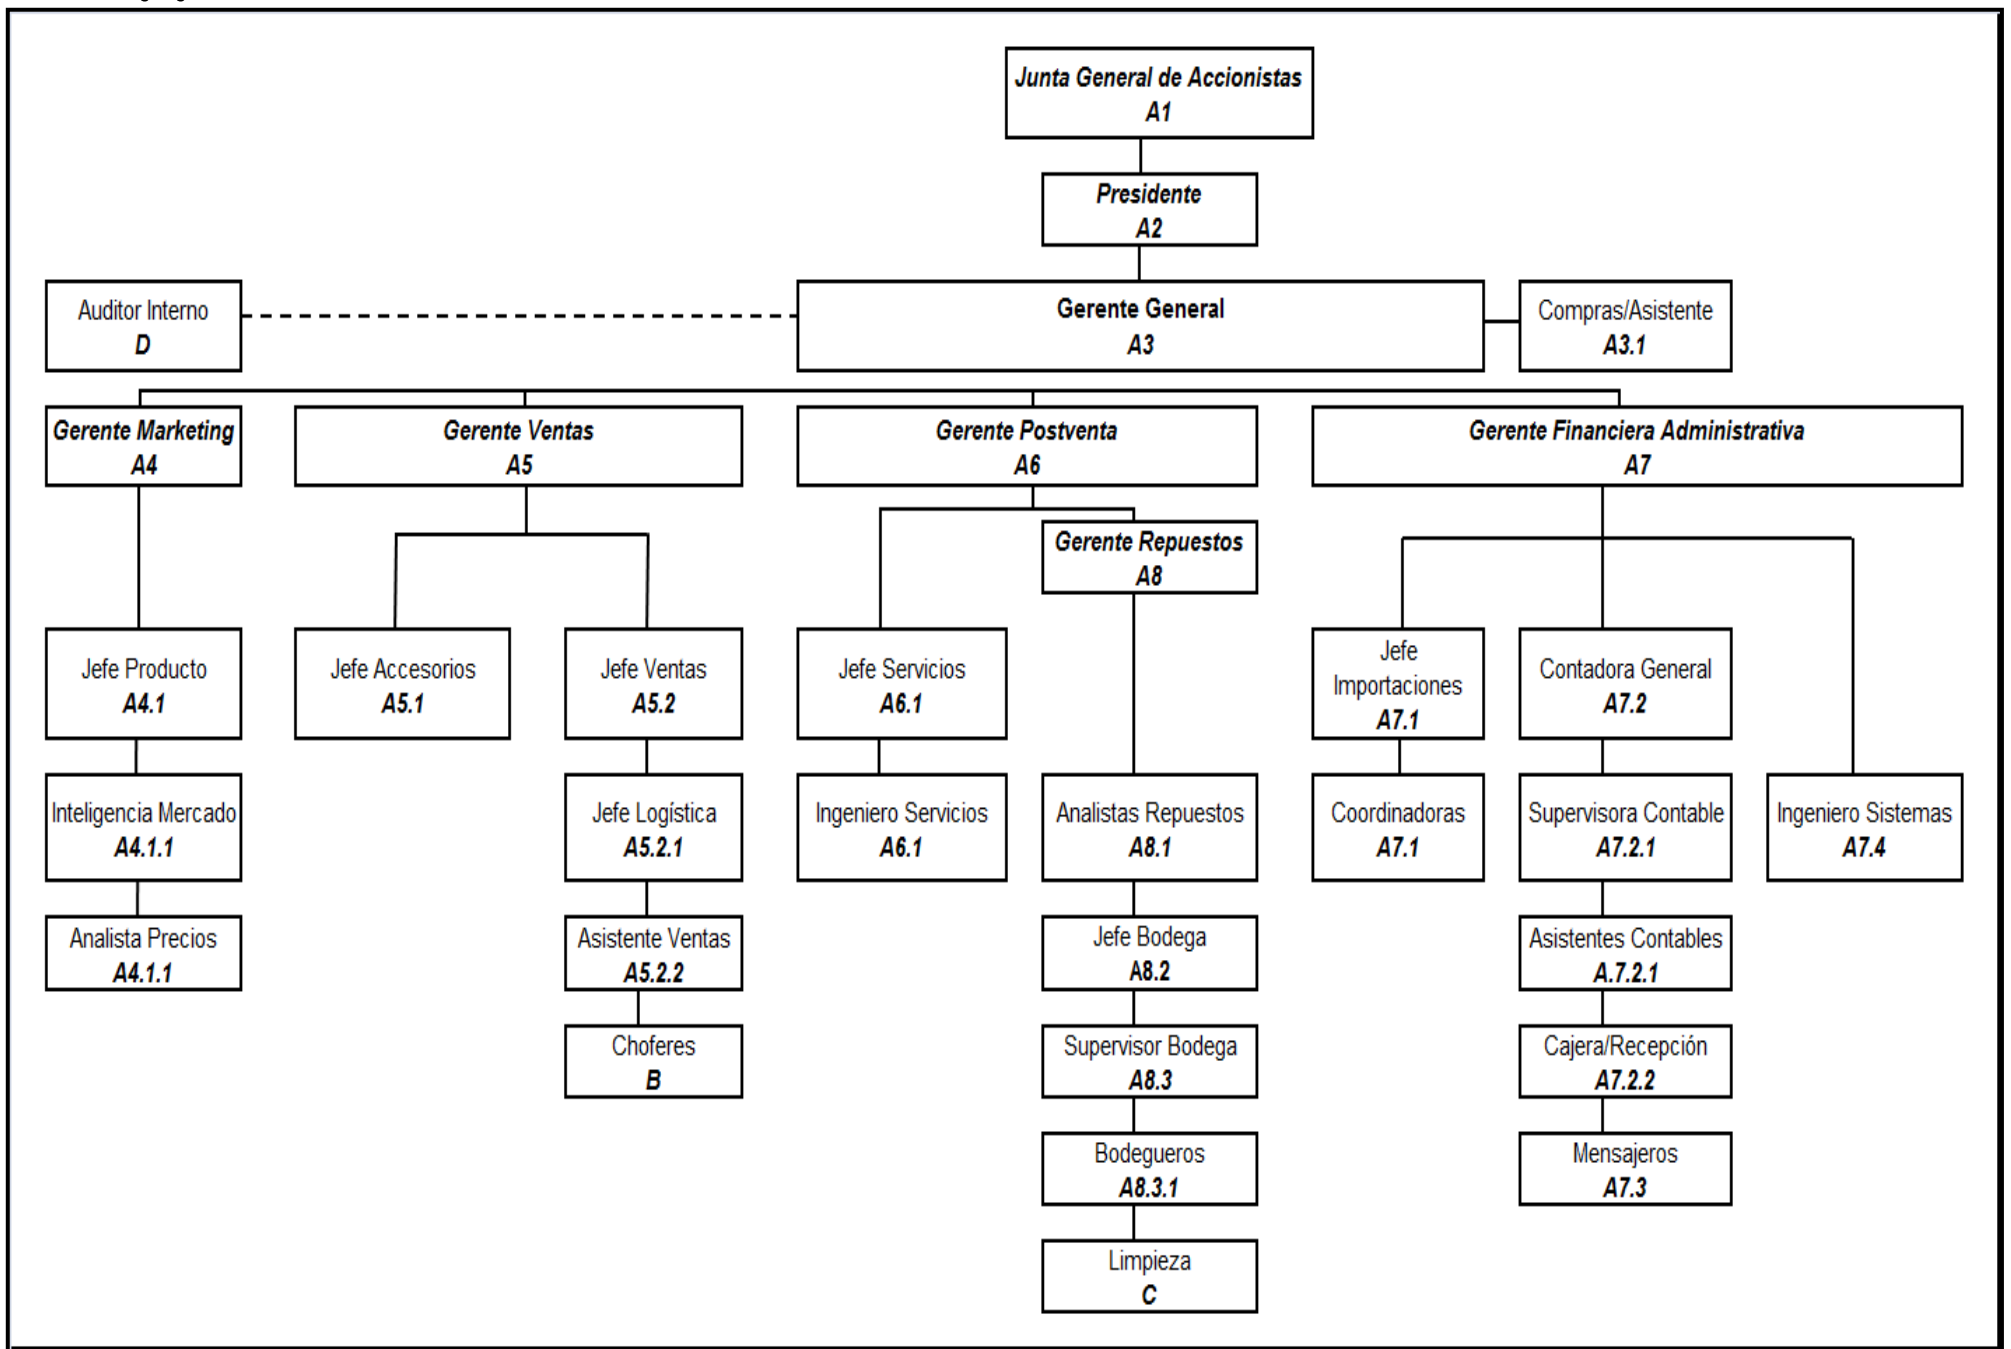 Junta General de Accionistas
A1
Presidente
A2
Auditor Interno
D
Gerente General
A3
Compras/Asistente
A3.1
Gerente Marketing
A4
Gerente Ventas
A5
Gerente Postventa
A6
Gerente Financiera Administrativa
A7
Gerente Repuestos
A8
Jefe Producto
A4.1
Jefe Accesorios
A5.1
Jefe Ventas
A5.2
Jefe Servicios
A6.1
Jefe
Importaciones
A7.1
Contadora General
A7.2
Inteligencia Mercado
A4.1.1
Jefe Logística
A5.2.1
Ingeniero Servicios
A6.1
Analistas Repuestos
A8.1
Coordinadoras
A7.1
Supervisora Contable
A7.2.1
Ingeniero Sistemas
A7.4
Analista Precios
A4.1.1
Asistente Ventas
A5.2.2
Jefe Bodega
A8.2
Asistentes Contables
A.7.2.1
Choferes
B
Supervisor Bodega
A8.3
Cajera/Recepción
A7.2.2
Bodegueros
A8.3.1
Mensajeros
A7.3
Limpieza
C